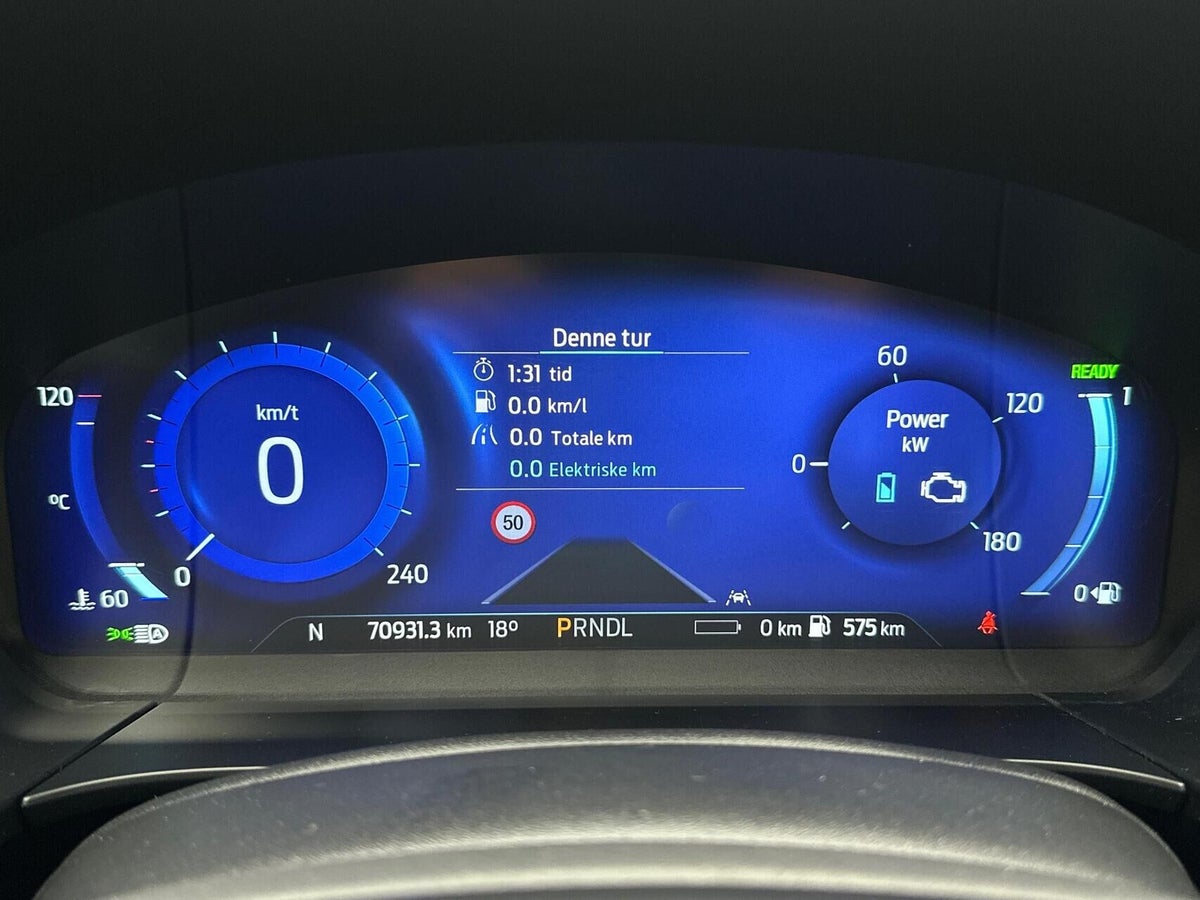 Denne tur
1:31 tid
0.0 km/l
0.0 Totale km
0.0 Elektriske km
120
°C
60
km/t
0
0
240
50
60
120
Power
kW
0
180
READY
1
0
A
N 70931.3 km 18° PRNDL 0 km 575 km